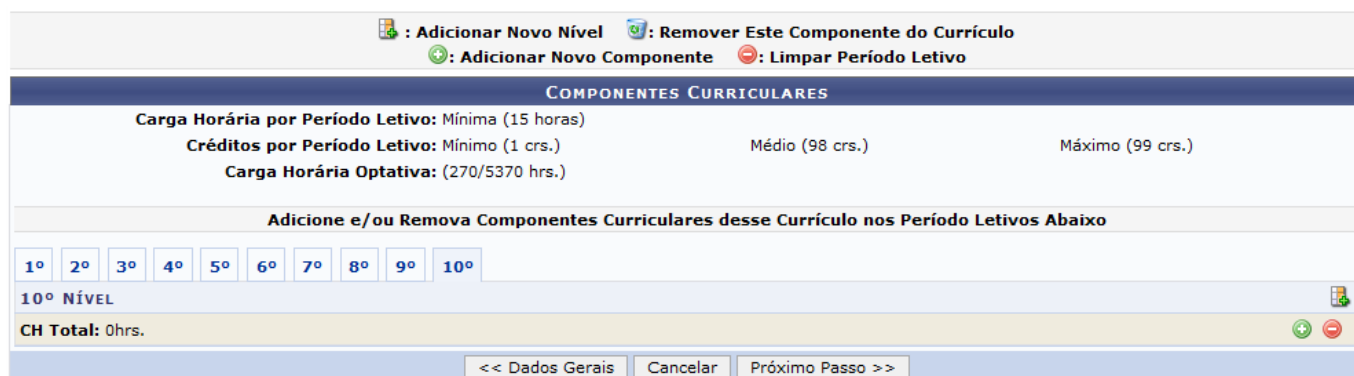 : Adicionar Novo Nível : Remover Este Componente do Currículo
: Adicionar Novo Componente : Limpar Período Letivo
COMPONENTES CURRICULARES
Carga Horária por Período Letivo: Mínima (15 horas)
Créditos por Período Letivo: Mínimo (1 crs.) Médio (98 crs.) Máximo (99 crs.)
Carga Horária Optativa: (270/5370 hrs.)
Adicione e/ou Remova Componentes Curriculares desse Currículo nos Período Letivos Abaixo
1º 2º 3º 4º 5º 6º 7º 8º 9º 10º
10º NÍVEL
CH Total: 0hrs.
<< Dados Gerais Cancelar Próximo Passo >>